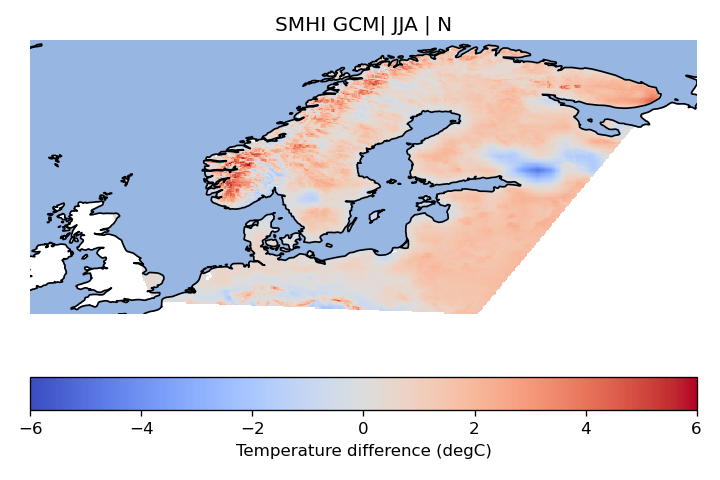 SMHI GCM| JJA | N
−6 −4 −2 0 2 4 6
Temperature difference (degC)